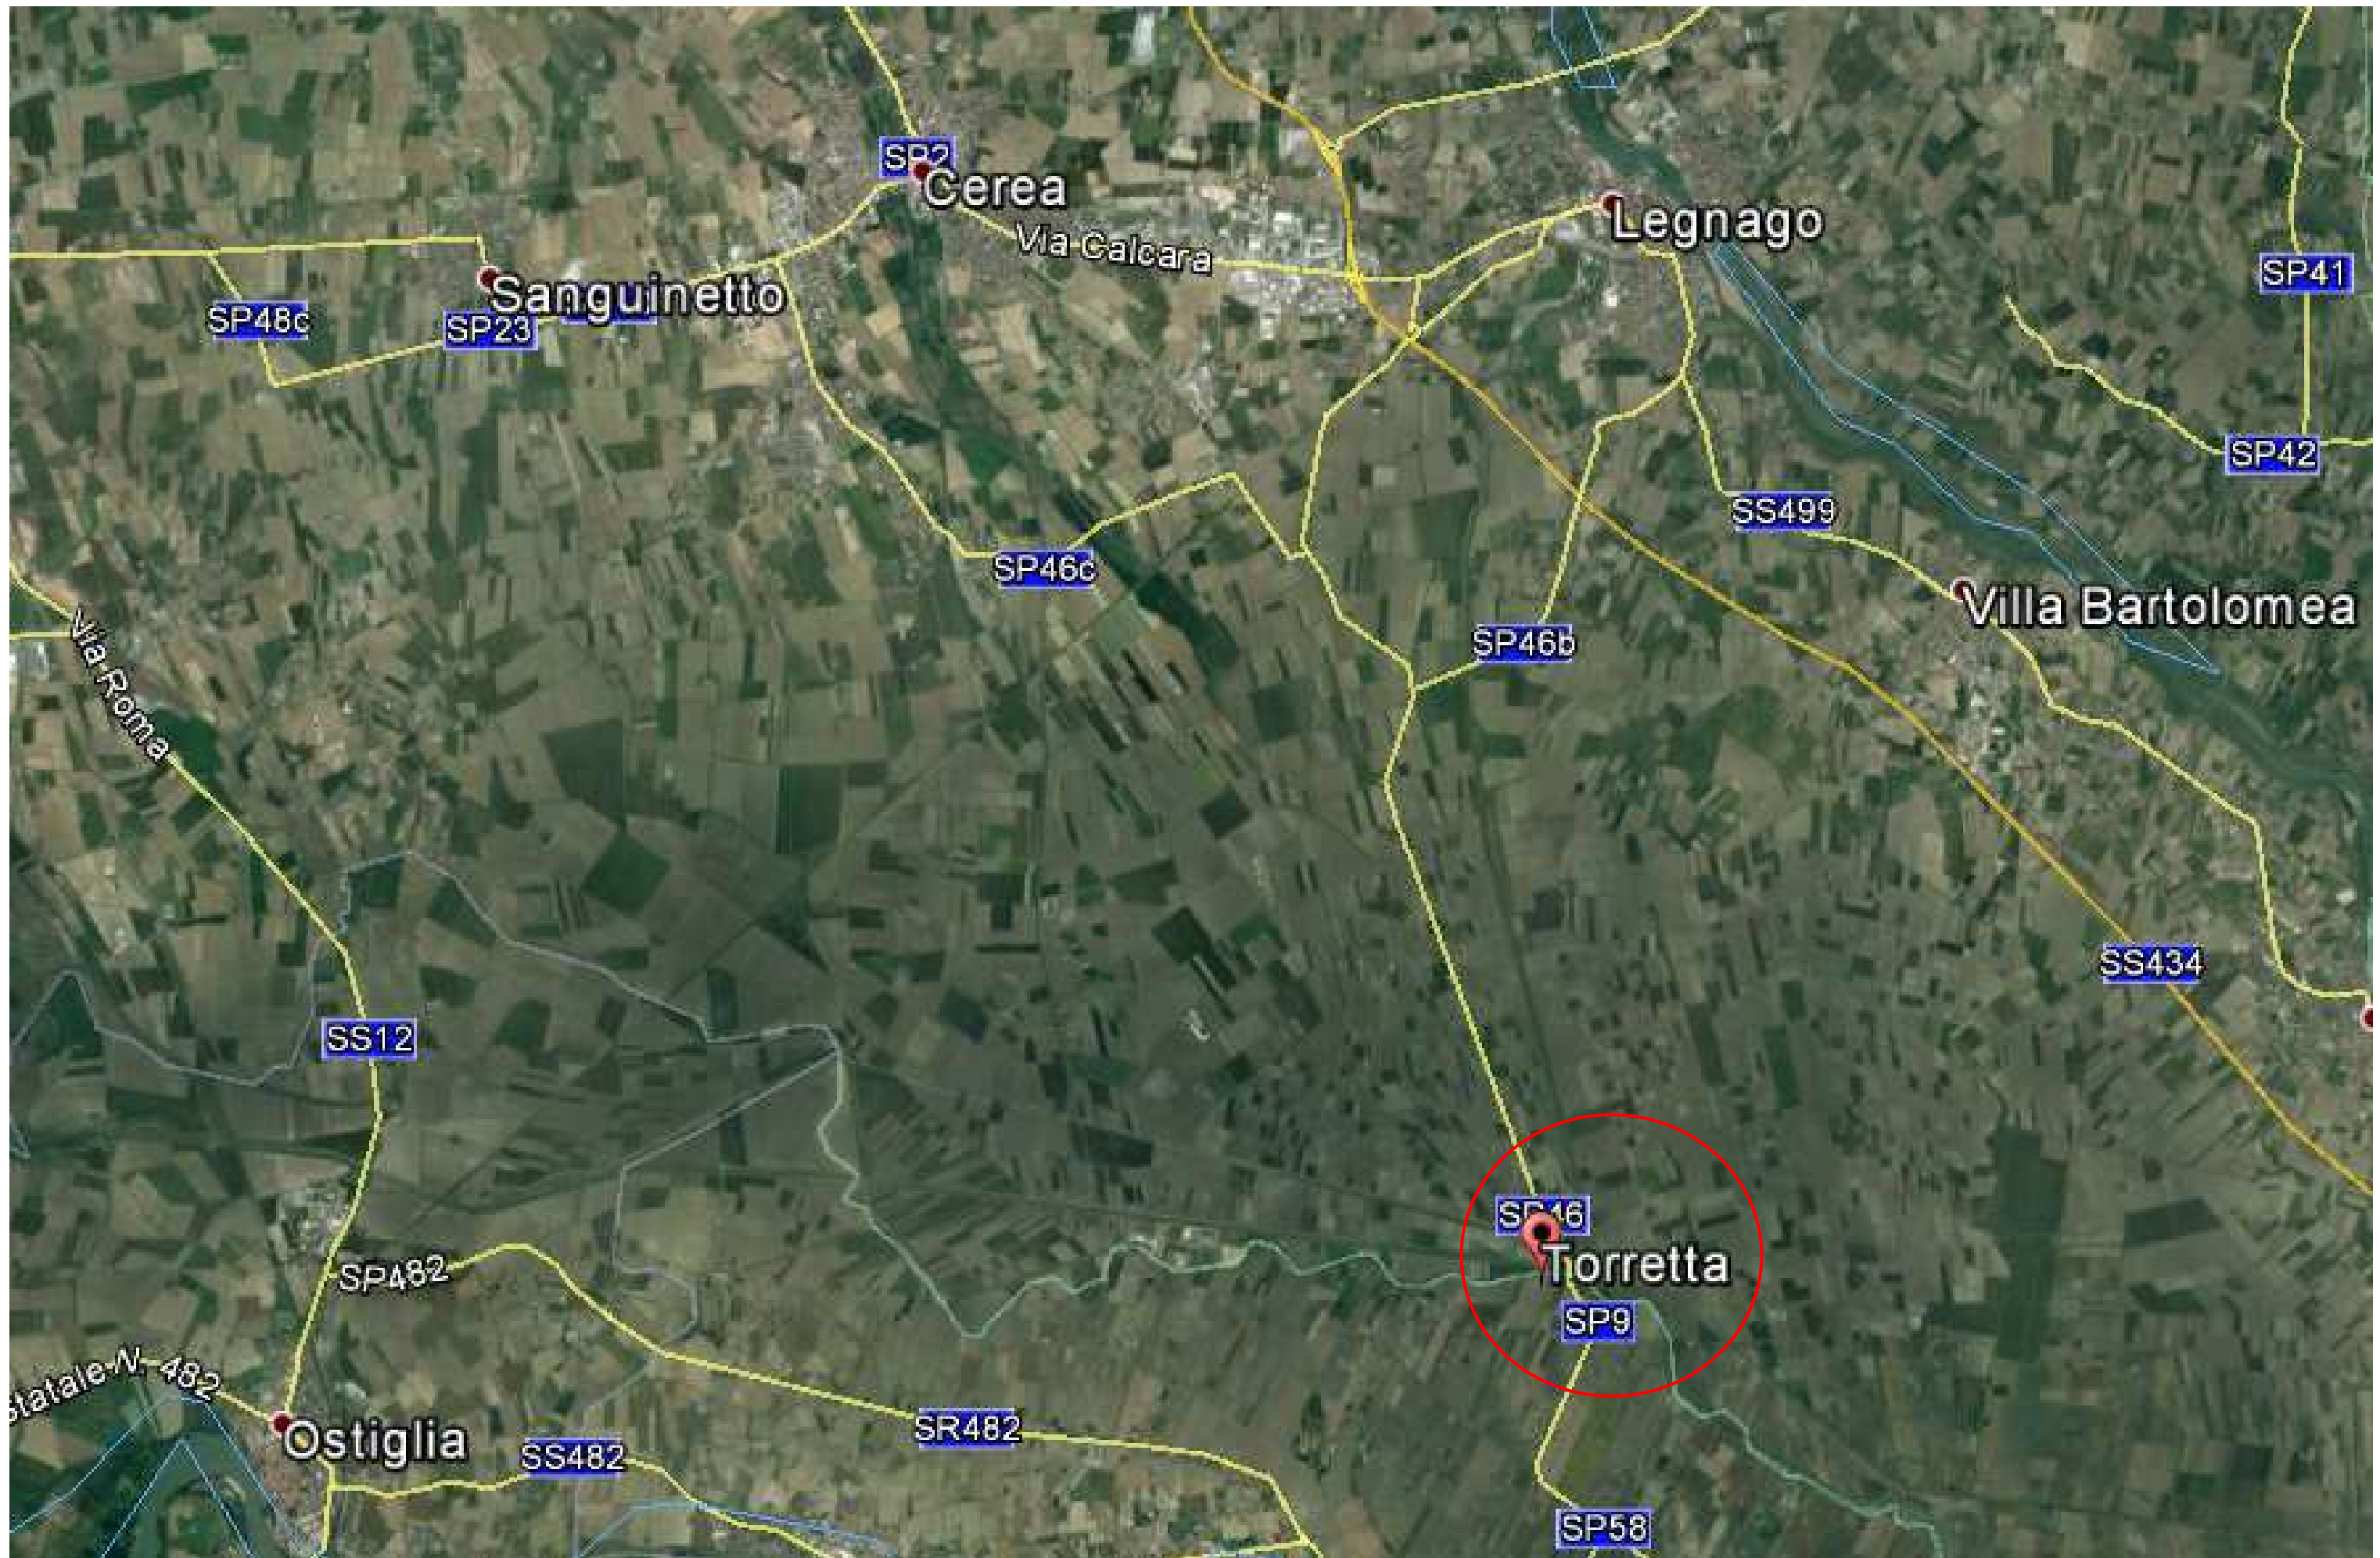 SP2
Cerea
Legnago
Via Calcara
SP41
Sanguinetto
SP48c
SP23
SP42
SS499
SP46c
Villa Bartolomea
SP46b
Via Roma
SS434
SS12
SP46
Torretta
SP482
SP9
statale N. 482
Ostiglia
SR482
SS482
SP58